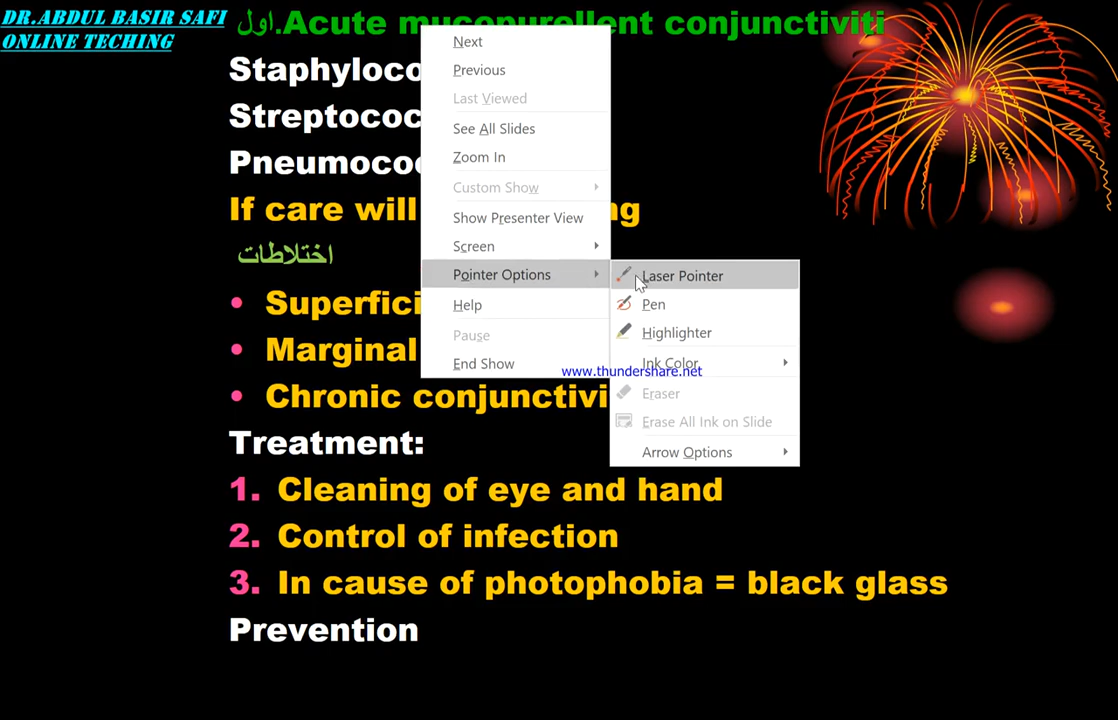 DR.ABDUL BASIR SAFI
ONLINE TECHING
اول.Acute mucopurellent conjunctiviti
Staphyloco
Streptococ
Pneumoco
If care will
اختلاطات
• Superfici
• Marginal
• Chronic conjunctivi
Treatment:
1. Cleaning of eye and hand
2. Control of infection
3. In cause of photophobia = black glass
Prevention
Next
Previous
Last Viewed
See All Slides
Zoom In
Custom Show
Show Presenter View
Screen
Pointer Options
Help
Pause
End Show
Laser Pointer
Pen
Highlighter
Ink Color
Eraser
Erase All Ink on Slide
Arrow Options
www.thundershare.net